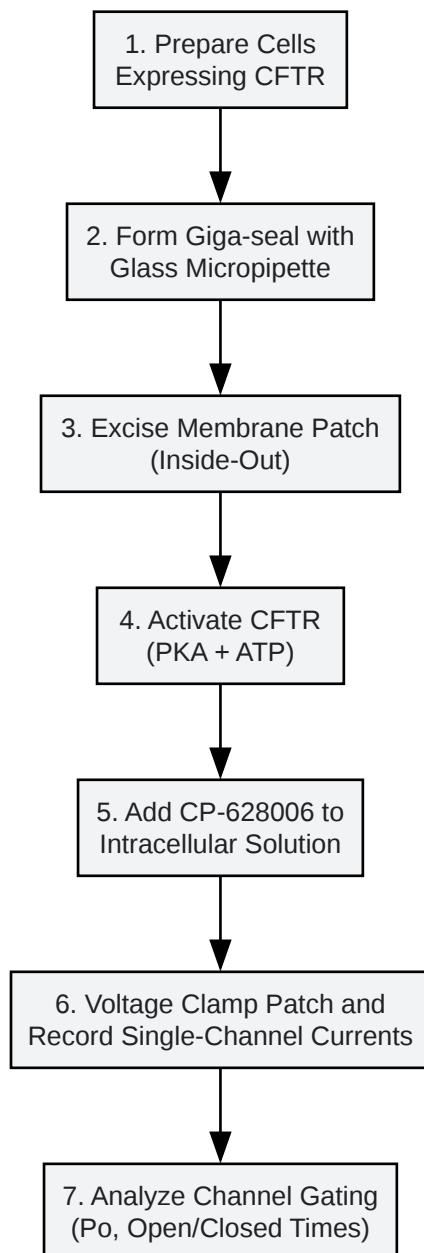 1. Prepare Cells
Expressing CFTR
2. Form Giga-seal with
Glass Micropipette
3. Excise Membrane Patch
(Inside-Out)
4. Activate CFTR
(PKA + ATP)
5. Add CP-628006 to
Intracellular Solution
6. Voltage Clamp Patch and
Record Single-Channel Currents
7. Analyze Channel Gating
(Po, Open/Closed Times)